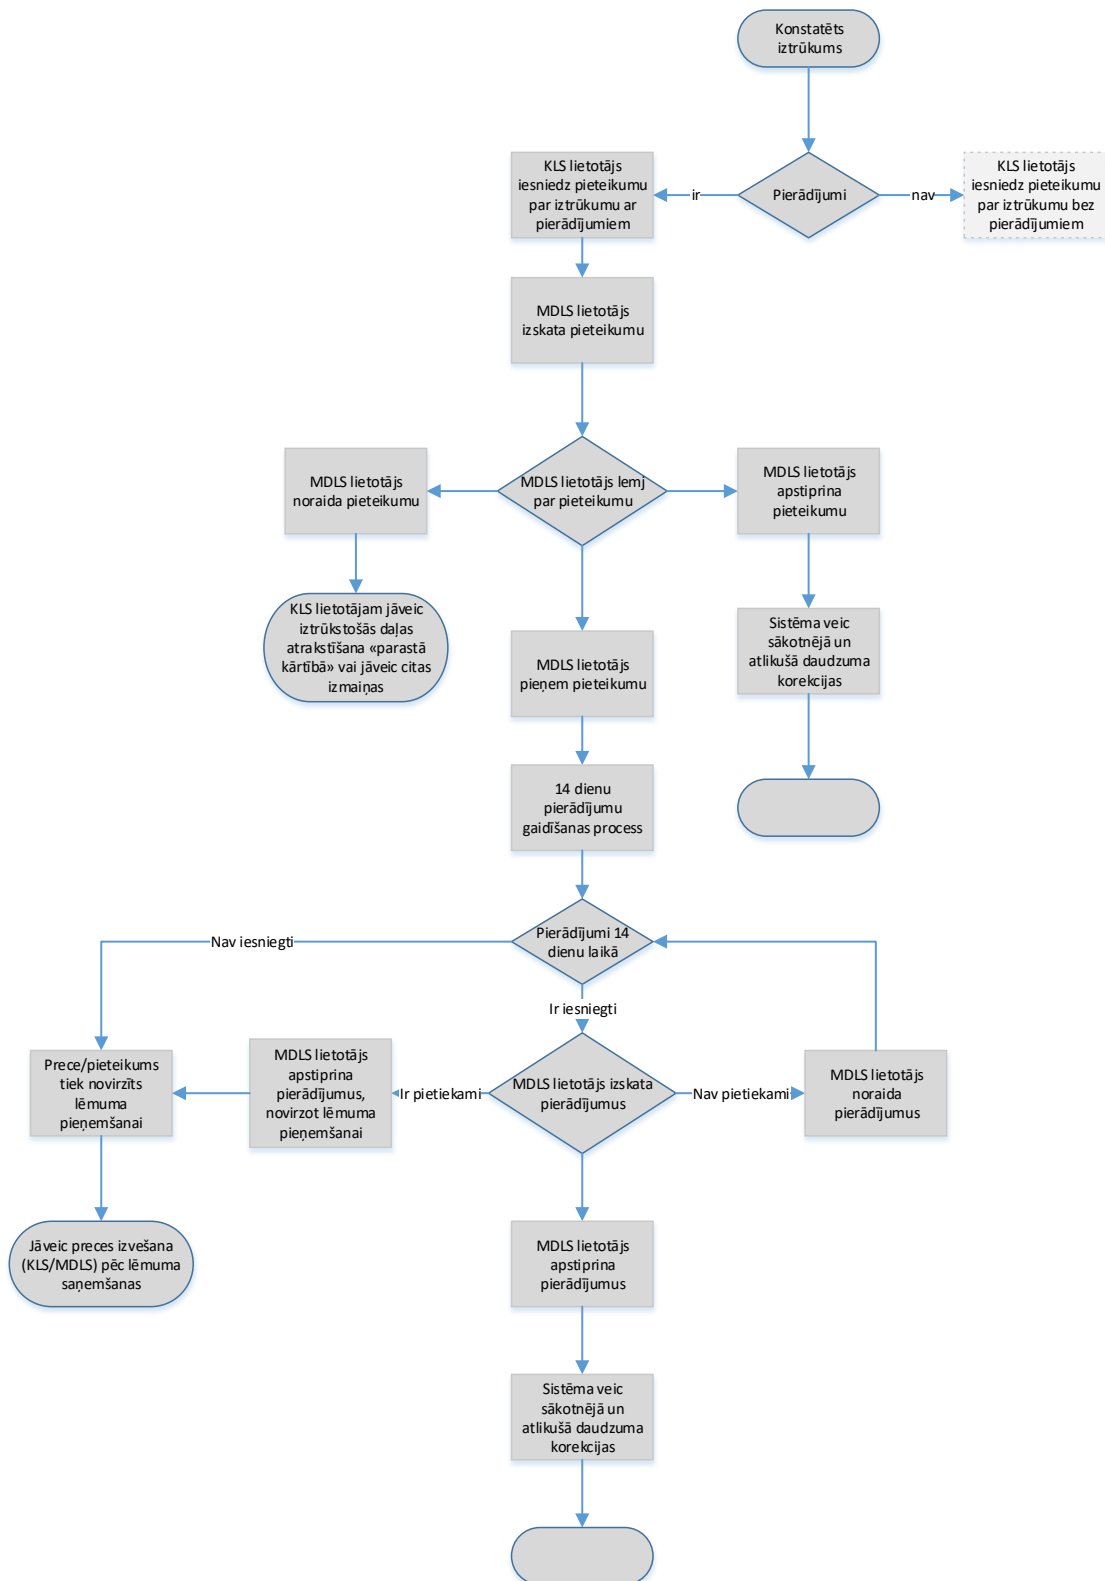 Konstatēts
iztrūkums
KLS lietotājs
iesniedz pieteikumu
par iztrūkumu ar
pierādījumiem
ir
Pierādījumi
nav
KLS lietotājs
iesniedz pieteikumu
par iztrūkumu bez
pierādījumiem
MDLS lietotājs
izskata pieteikumu
MDLS lietotājs
noraida pieteikumu
MDLS lietotājs lemj
par pieteikumu
MDLS lietotājs
apstiprina
pieteikumu
KLS lietotājam jāveic
iztrūkstošās daļas
atrakstīšana «parastā
kārtībā» vai jāveic citas
izmaiņas
MDLS lietotājs
pieņem pieteikumu
Sistēma veic
sākotnējā un
atlikušā daudzuma
korekcijas
14 dienu
pierādījumu
gaidīšanas process
Nav iesniegti
Pierādījumi 14
dienu laikā
Ir iesniegti
Prece/pieteikums
tiek novirzīts
lēmuma
pieņemšanai
MDLS lietotājs
apstiprina
pierādījumus,
novirzot lēmuma
pieņemšanai
Ir pietiekami
MDLS lietotājs izskata
pierādījumus
Nav pietiekami
MDLS lietotājs
noraida
pierādījumus
Jāveic preces izvešana
(KLS/MDLS) pēc lēmuma
saņemšanas
MDLS lietotājs
apstiprina
pierādījumus
Sistēma veic
sākotnējā un
atlikušā daudzuma
korekcijas